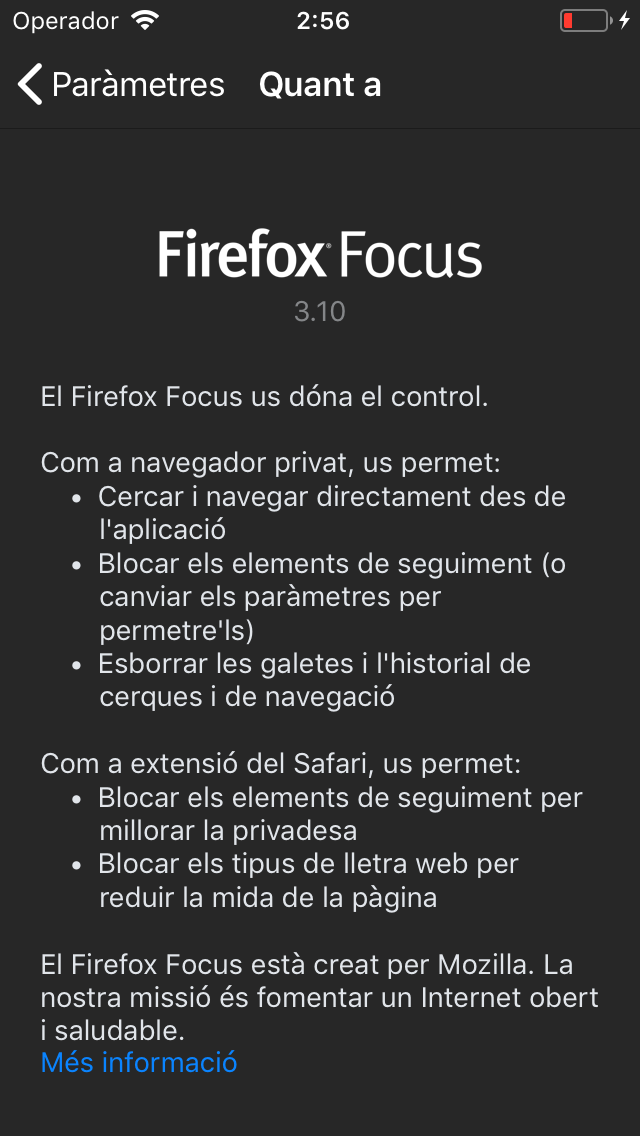 Operador 2:56
Paràmetres Quant a
Firefox Focus
3.10
El Firefox Focus us dóna el control.
Com a navegador privat, us permet:
• Cercar i navegar directament des de
l'aplicació
• Blocar els elements de seguiment (o
canviar els paràmetres per
permetre'ls)
• Esborrar les galetes i l'historial de
cerques i de navegació
Com a extensió del Safari, us permet:
• Blocar els elements de seguiment per
millorar la privadesa
• Blocar els tipus de lletra web per
reduir la mida de la pàgina
El Firefox Focus està creat per Mozilla. La
nostra missió és fomentar un Internet obert
i saludable.
Més informació